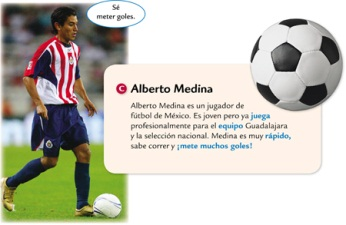 Sé
meter goles.
C Alberto Medina
Alberto Medina es un jugador de
fútbol de México. Es joven pero ya juega
profesionalmente para el equipo Guadalajara
y la selección nacional. Medina es muy rápido,
sabe correr y ¡mete muchos goles!